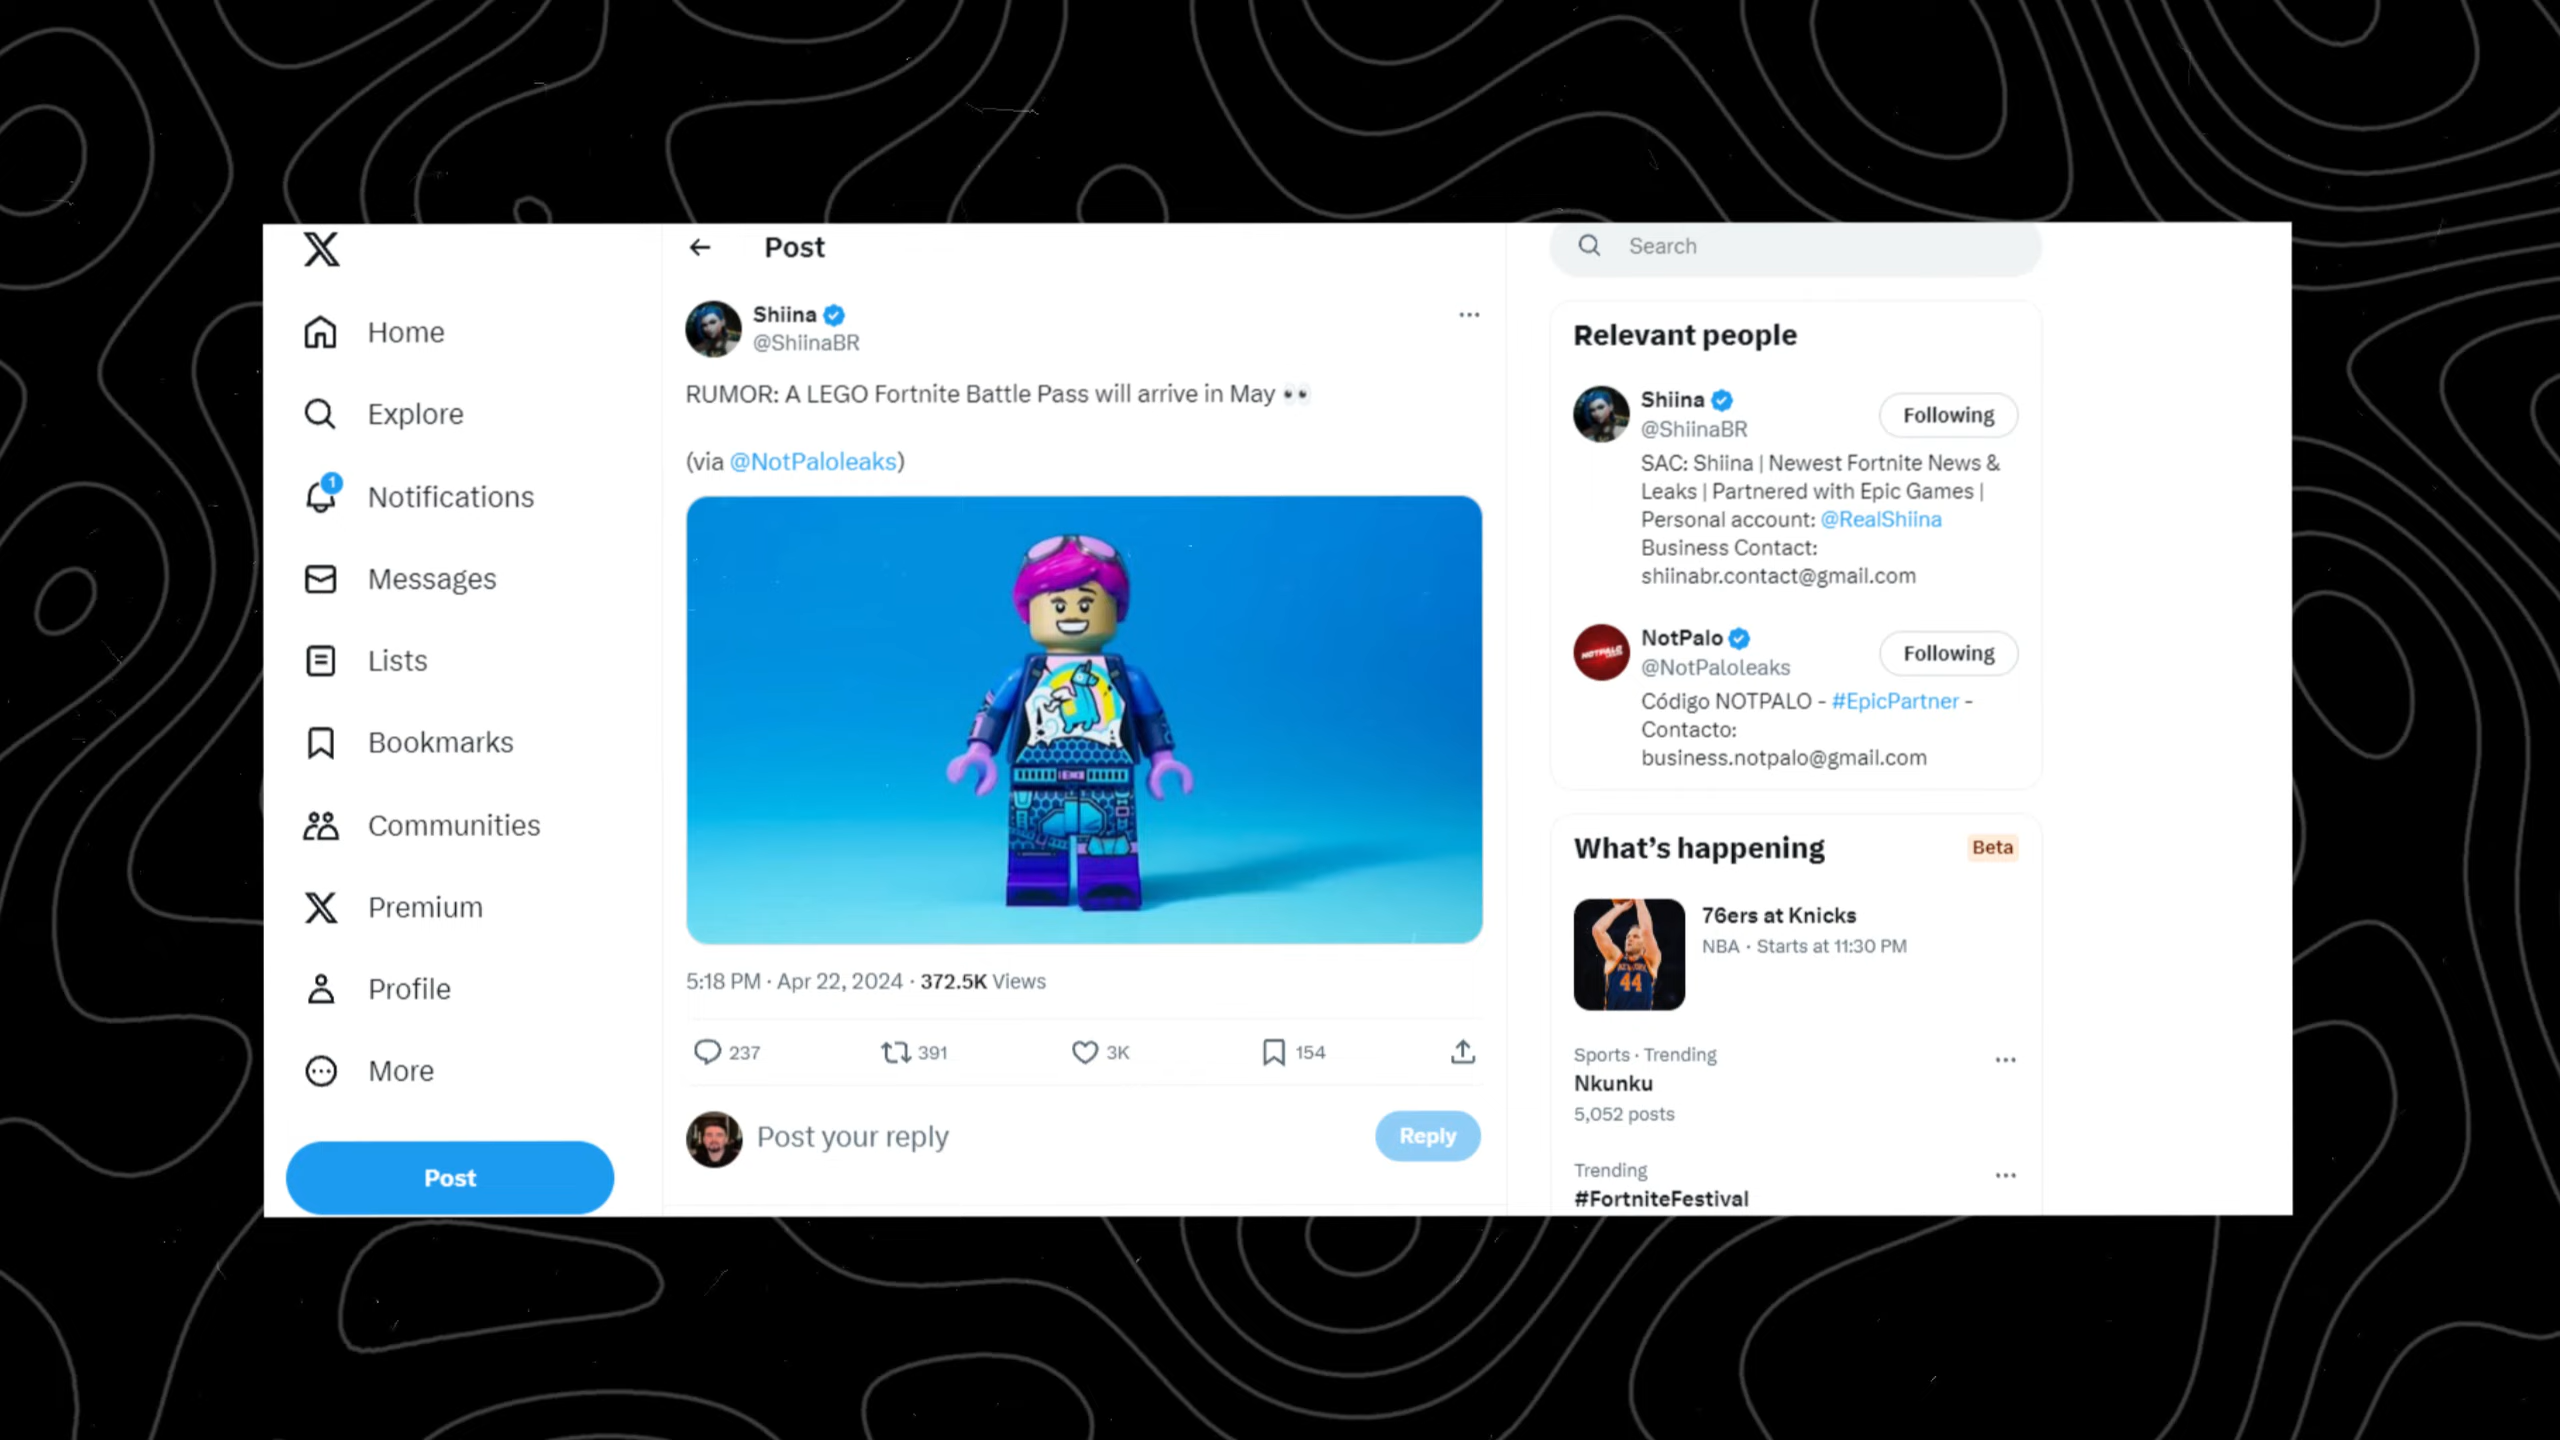 Home
Explore
1
Notifications
Messages
Lists
Bookmarks
Communities
Premium
Profile
More
Post
Post
Shiina
@ShiinaBR
RUMOR: A LEGO Fortnite Battle Pass will arrive in May 👀
(via @NotPaloleaks)
5:18 PM · Apr 22, 2024 · 372.5K Views
237 391 3K 154
Post your reply
Reply
Search
Relevant people
Shiina
@ShiinaBR
Following
SAC: Shiina | Newest Fortnite News &
Leaks | Partnered with Epic Games |
Personal account: @RealShiina
Business Contact:
shiinabr.contact@gmail.com
NOTPALO
NotPalo
@NotPaloleaks
Following
Código NOTPALO - #EpicPartner -
Contacto:
business.notpalo@gmail.com
What's happening
Beta
44
76ers at Knicks
NBA · Starts at 11:30 PM
Sports · Trending
Nkunku
5,052 posts
Trending
#FortniteFestival